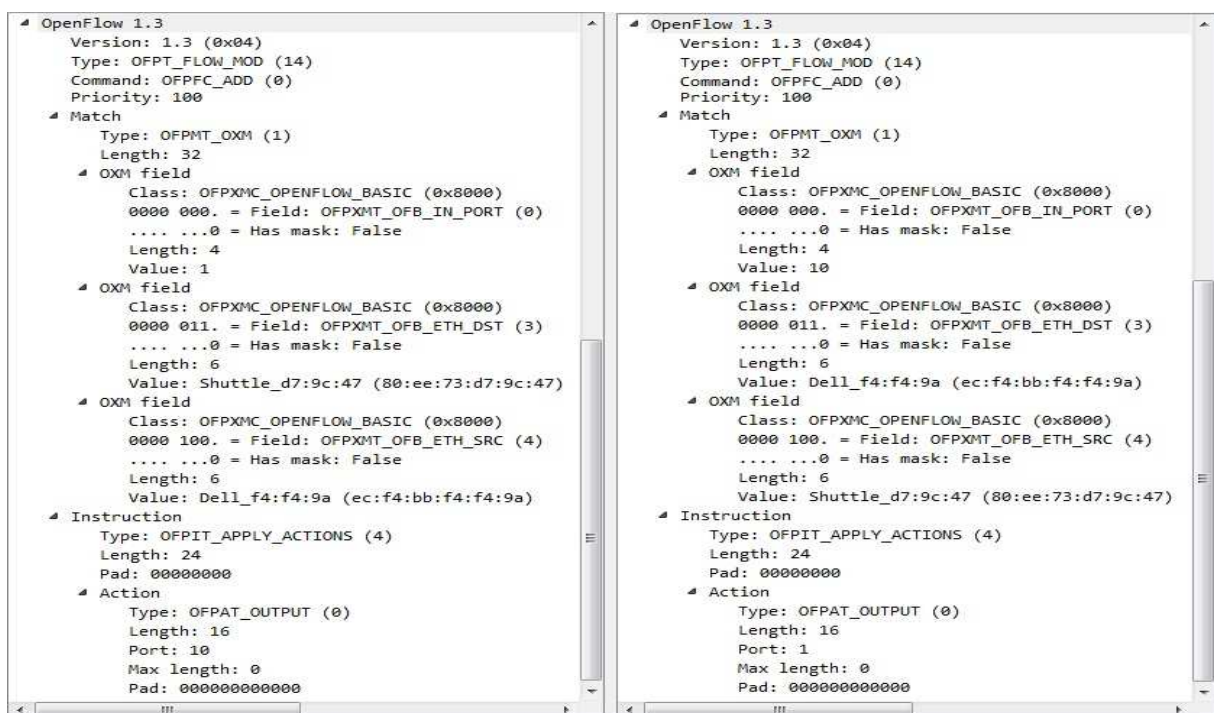 OpenFlow 1.3
Version: 1.3 (0x04)
Type: OFPT_FLOW_MOD (14)
Command: OFPFC_ADD (0)
Priority: 100
Match
Type: OFPMT_OXM (1)
Length: 32
OXM field
Class: OFPXMC_OPENFLOW_BASIC (0x8000)
0000 000. = Field: OFPXMT_OFB_IN_PORT (0)
.... ...0 = Has mask: False
Length: 4
Value: 1
OXM field
Class: OFPXMC_OPENFLOW_BASIC (0x8000)
0000 011. = Field: OFPXMT_OFB_ETH_DST (3)
.... ...0 = Has mask: False
Length: 6
Value: Shuttle_d7:9c:47 (80:ee:73:d7:9c:47)
OXM field
Class: OFPXMC_OPENFLOW_BASIC (0x8000)
0000 100. = Field: OFPXMT_OFB_ETH_SRC (4)
.... ...0 = Has mask: False
Length: 6
Value: Dell_f4:f4:9a (ec:f4:bb:f4:f4:9a)
Instruction
Type: OFPIT_APPLY_ACTIONS (4)
Length: 24
Pad: 00000000
Action
Type: OFPAT_OUTPUT (0)
Length: 16
Port: 10
Max length: 0
Pad: 000000000000
OpenFlow 1.3
Version: 1.3 (0x04)
Type: OFPT_FLOW_MOD (14)
Command: OFPFC_ADD (0)
Priority: 100
Match
Type: OFPMT_OXM (1)
Length: 32
OXM field
Class: OFPXMC_OPENFLOW_BASIC (0x8000)
0000 000. = Field: OFPXMT_OFB_IN_PORT (0)
.... ...0 = Has mask: False
Length: 4
Value: 10
OXM field
Class: OFPXMC_OPENFLOW_BASIC (0x8000)
0000 011. = Field: OFPXMT_OFB_ETH_DST (3)
.... ...0 = Has mask: False
Length: 6
Value: Dell_f4:f4:9a (ec:f4:bb:f4:f4:9a)
OXM field
Class: OFPXMC_OPENFLOW_BASIC (0x8000)
0000 100. = Field: OFPXMT_OFB_ETH_SRC (4)
.... ...0 = Has mask: False
Length: 6
Value: Shuttle_d7:9c:47 (80:ee:73:d7:9c:47)
Instruction
Type: OFPIT_APPLY_ACTIONS (4)
Length: 24
Pad: 00000000
Action
Type: OFPAT_OUTPUT (0)
Length: 16
Port: 1
Max length: 0
Pad: 000000000000